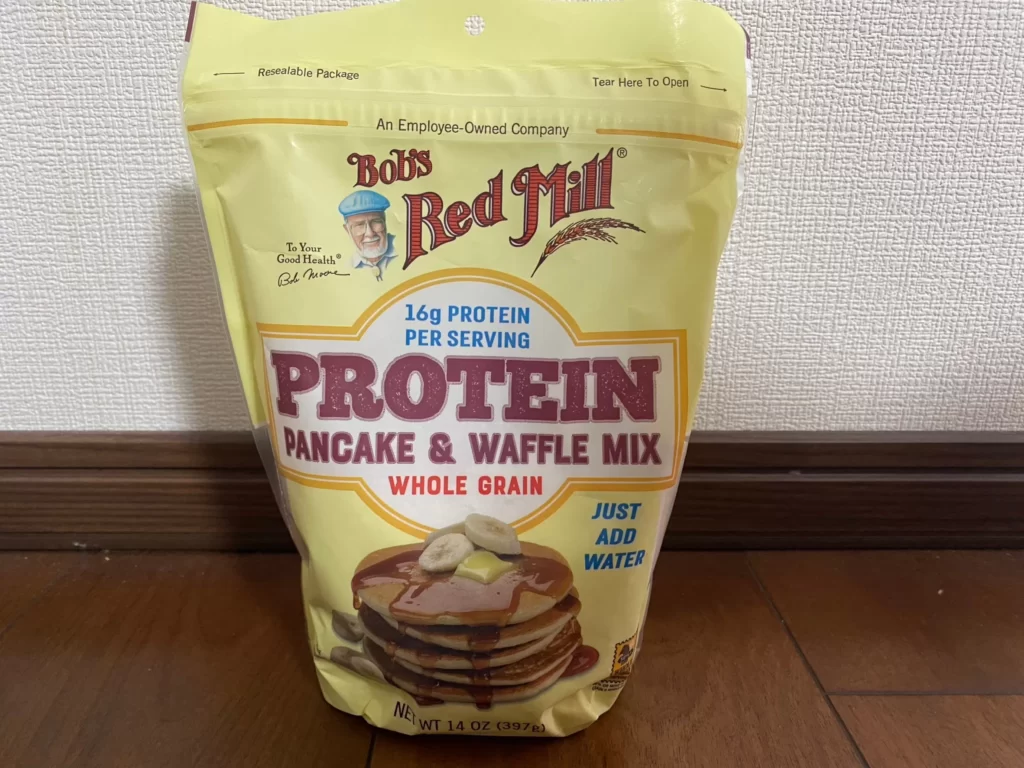 Resealable Package
Tear Here To Open
An Employee-Owned Company
Bob's
Red Mill®
To Your
Good Health®
Bob Moore
16g PROTEIN
PER SERVING
PROTEIN
PANCAKE & WAFFLE MIX
WHOLE GRAIN
JUST
ADD
WATER
NET WT 14 OZ (397g)